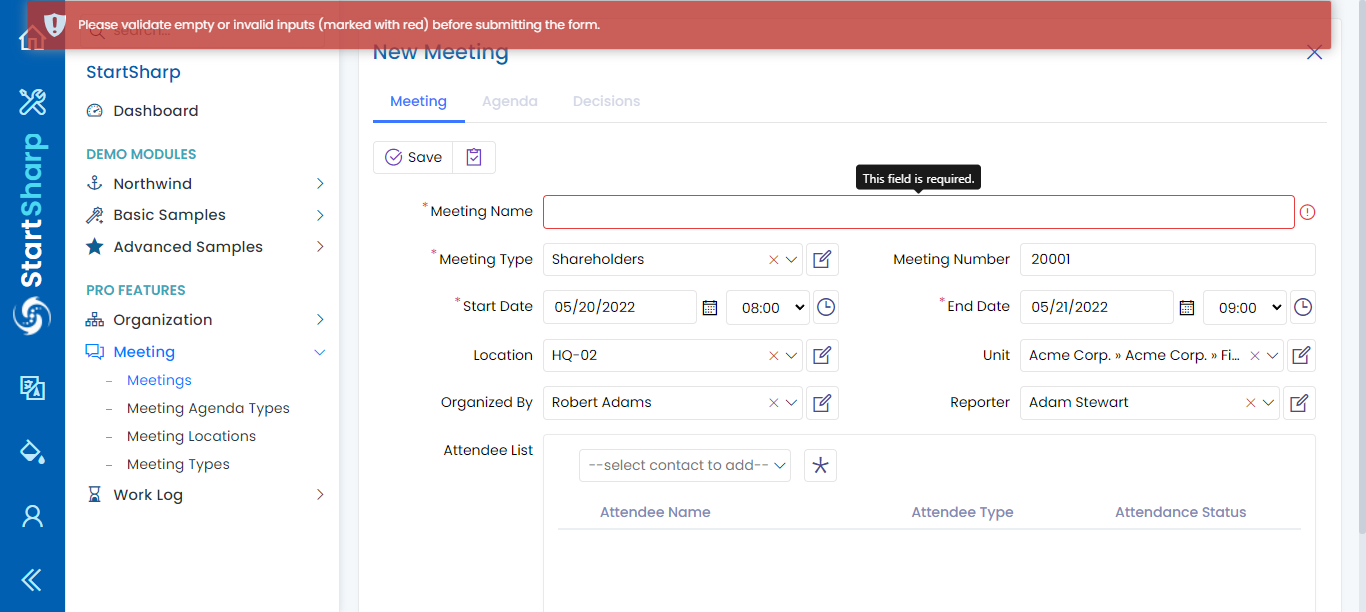 Please validate empty or invalid inputs (marked with red) before submitting the form.
search...
StartSharp
StartSharp
Dashboard
DEMO MODULES
Northwind
Basic Samples
Advanced Samples
PRO FEATURES
Organization
Meeting
– Meetings
– Meeting Agenda Types
– Meeting Locations
– Meeting Types
Work Log
New Meeting
Meeting Agenda Decisions
Save
This field is required.
*Meeting Name
*Meeting Type Shareholders Meeting Number 20001
*Start Date 05/20/2022 08:00 *End Date 05/21/2022 09:00
Location HQ-02 Unit Acme Corp. » Acme Corp. » Fi...
Organized By Robert Adams Reporter Adam Stewart
Attendee List
--select contact to add--
Attendee Name Attendee Type Attendance Status